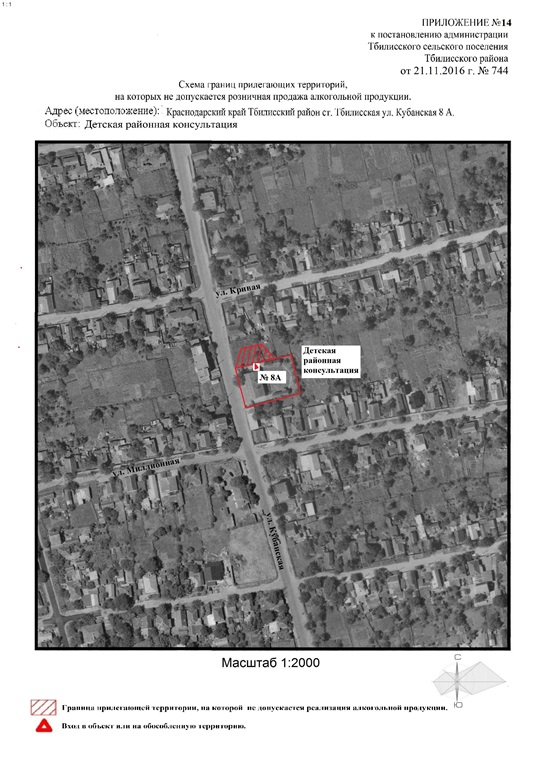 1:1
ПРИЛОЖЕНИЕ №14
к постановлению администрации
Тбилисского сельского поселения
Тбилисского района
от 21.11.2016 г. № 744
Схема границ прилегающих территорий,
на которых не допускается розничная продажа алкогольной продукции.
Адрес (местоположение): Краснодарский край Тбилисский район ст. Тбилисская ул. Кубанская 8 А.
Объект: Детская районная консультация
ул. Кривая
Детская
районная
консультация
№ 8А
ул. Миллионная
ул. Кубанская
Масштаб 1:2000
С
Ю
Граница прилегающей территории, на которой не допускается реализация алкогольной продукции.
Вход в объект или на обособленную территорию.